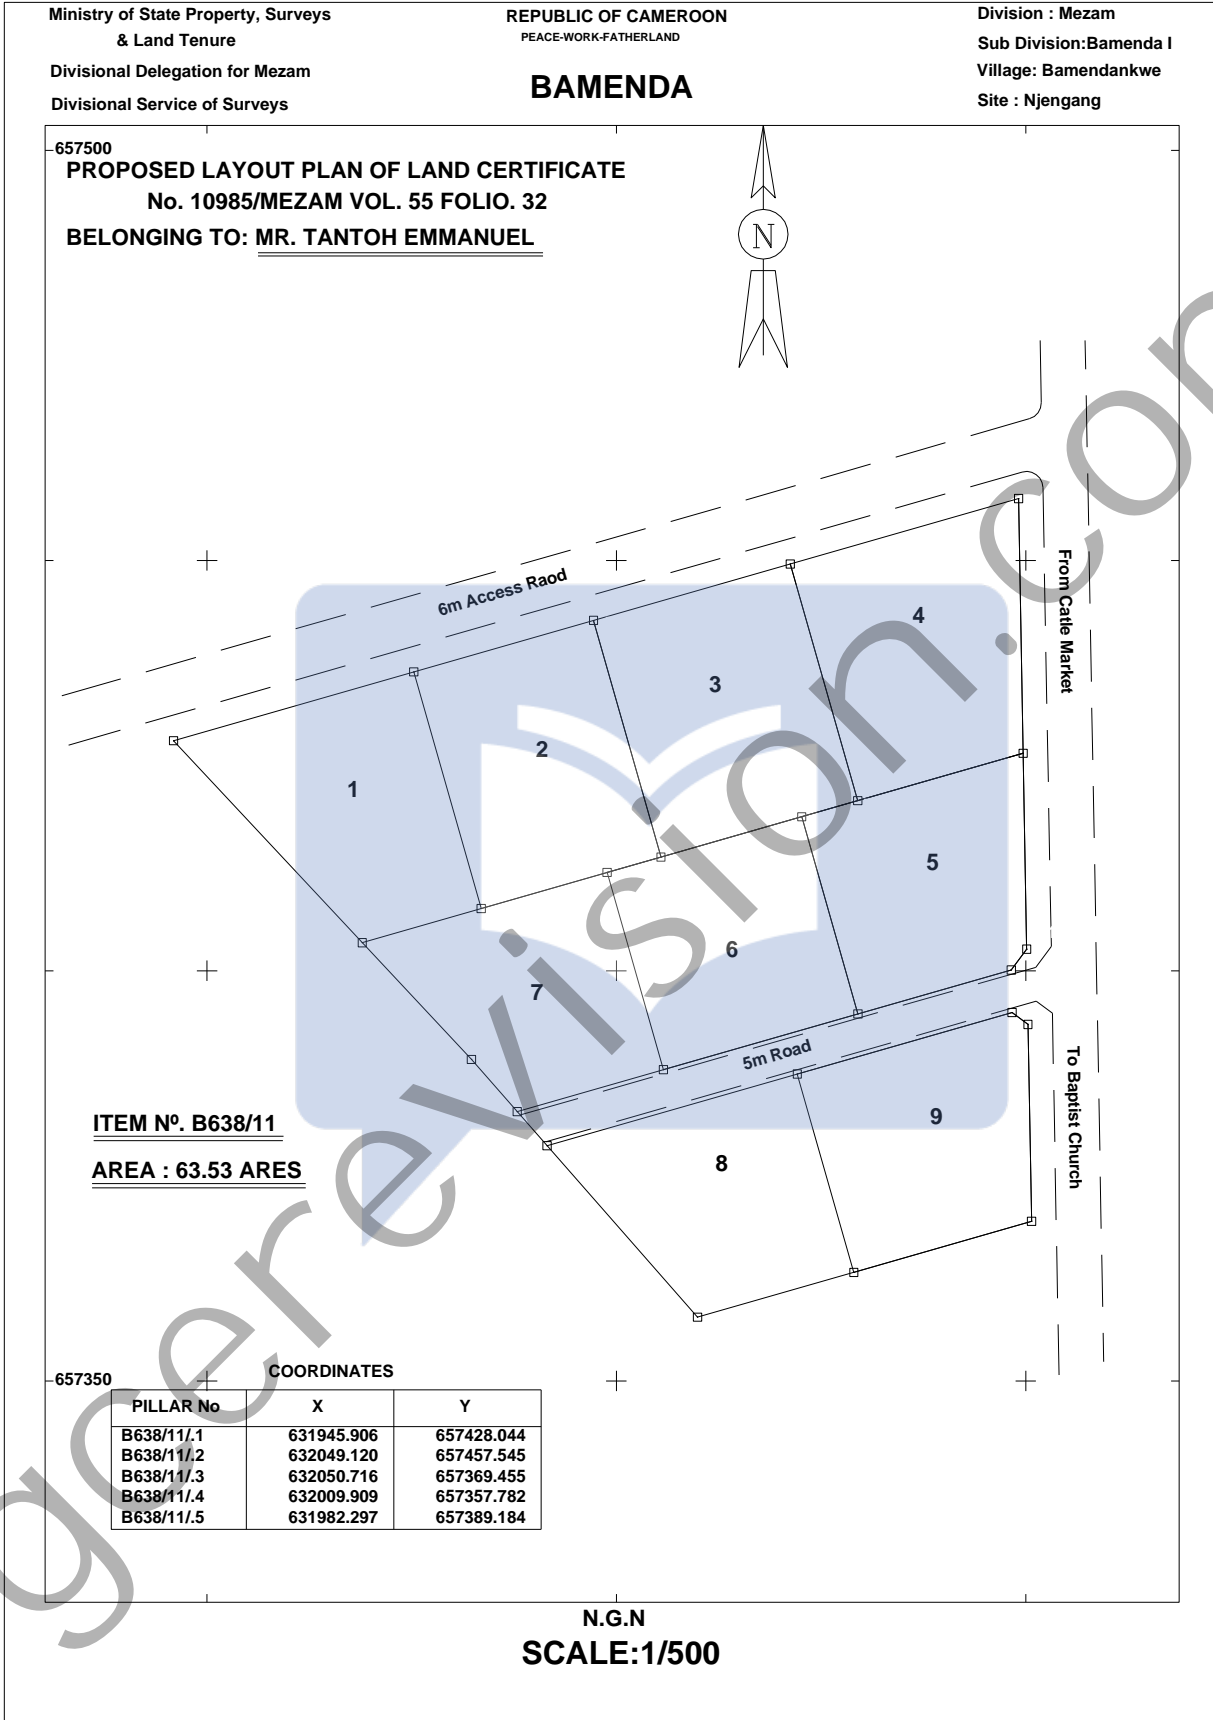 Ministry of State Property, Surveys
& Land Tenure
Divisional Delegation for Mezam
Divisional Service of Surveys
REPUBLIC OF CAMEROON
PEACE-WORK-FATHERLAND
BAMENDA
Division : Mezam
Sub Division:Bamenda I
Village: Bamendankwe
Site : Njengang
657500
PROPOSED LAYOUT PLAN OF LAND CERTIFICATE
No. 10985/MEZAM VOL. 55 FOLIO. 32
BELONGING TO: MR. TANTOH EMMANUEL
N
6m Access Raod
From Catle Market
4
3
2
1
5
6
7
5m Road
To Baptist Church
9
8
ITEM Nº. B638/11
AREA : 63.53 ARES
657350
COORDINATES
PILLAR No X Y
B638/11/.1 631945.906 657428.044
B638/11/.2 632049.120 657457.545
B638/11/.3 632050.716 657369.455
B638/11/.4 632009.909 657357.782
B638/11/.5 631982.297 657389.184
N.G.N
SCALE:1/500
gcerevision.com